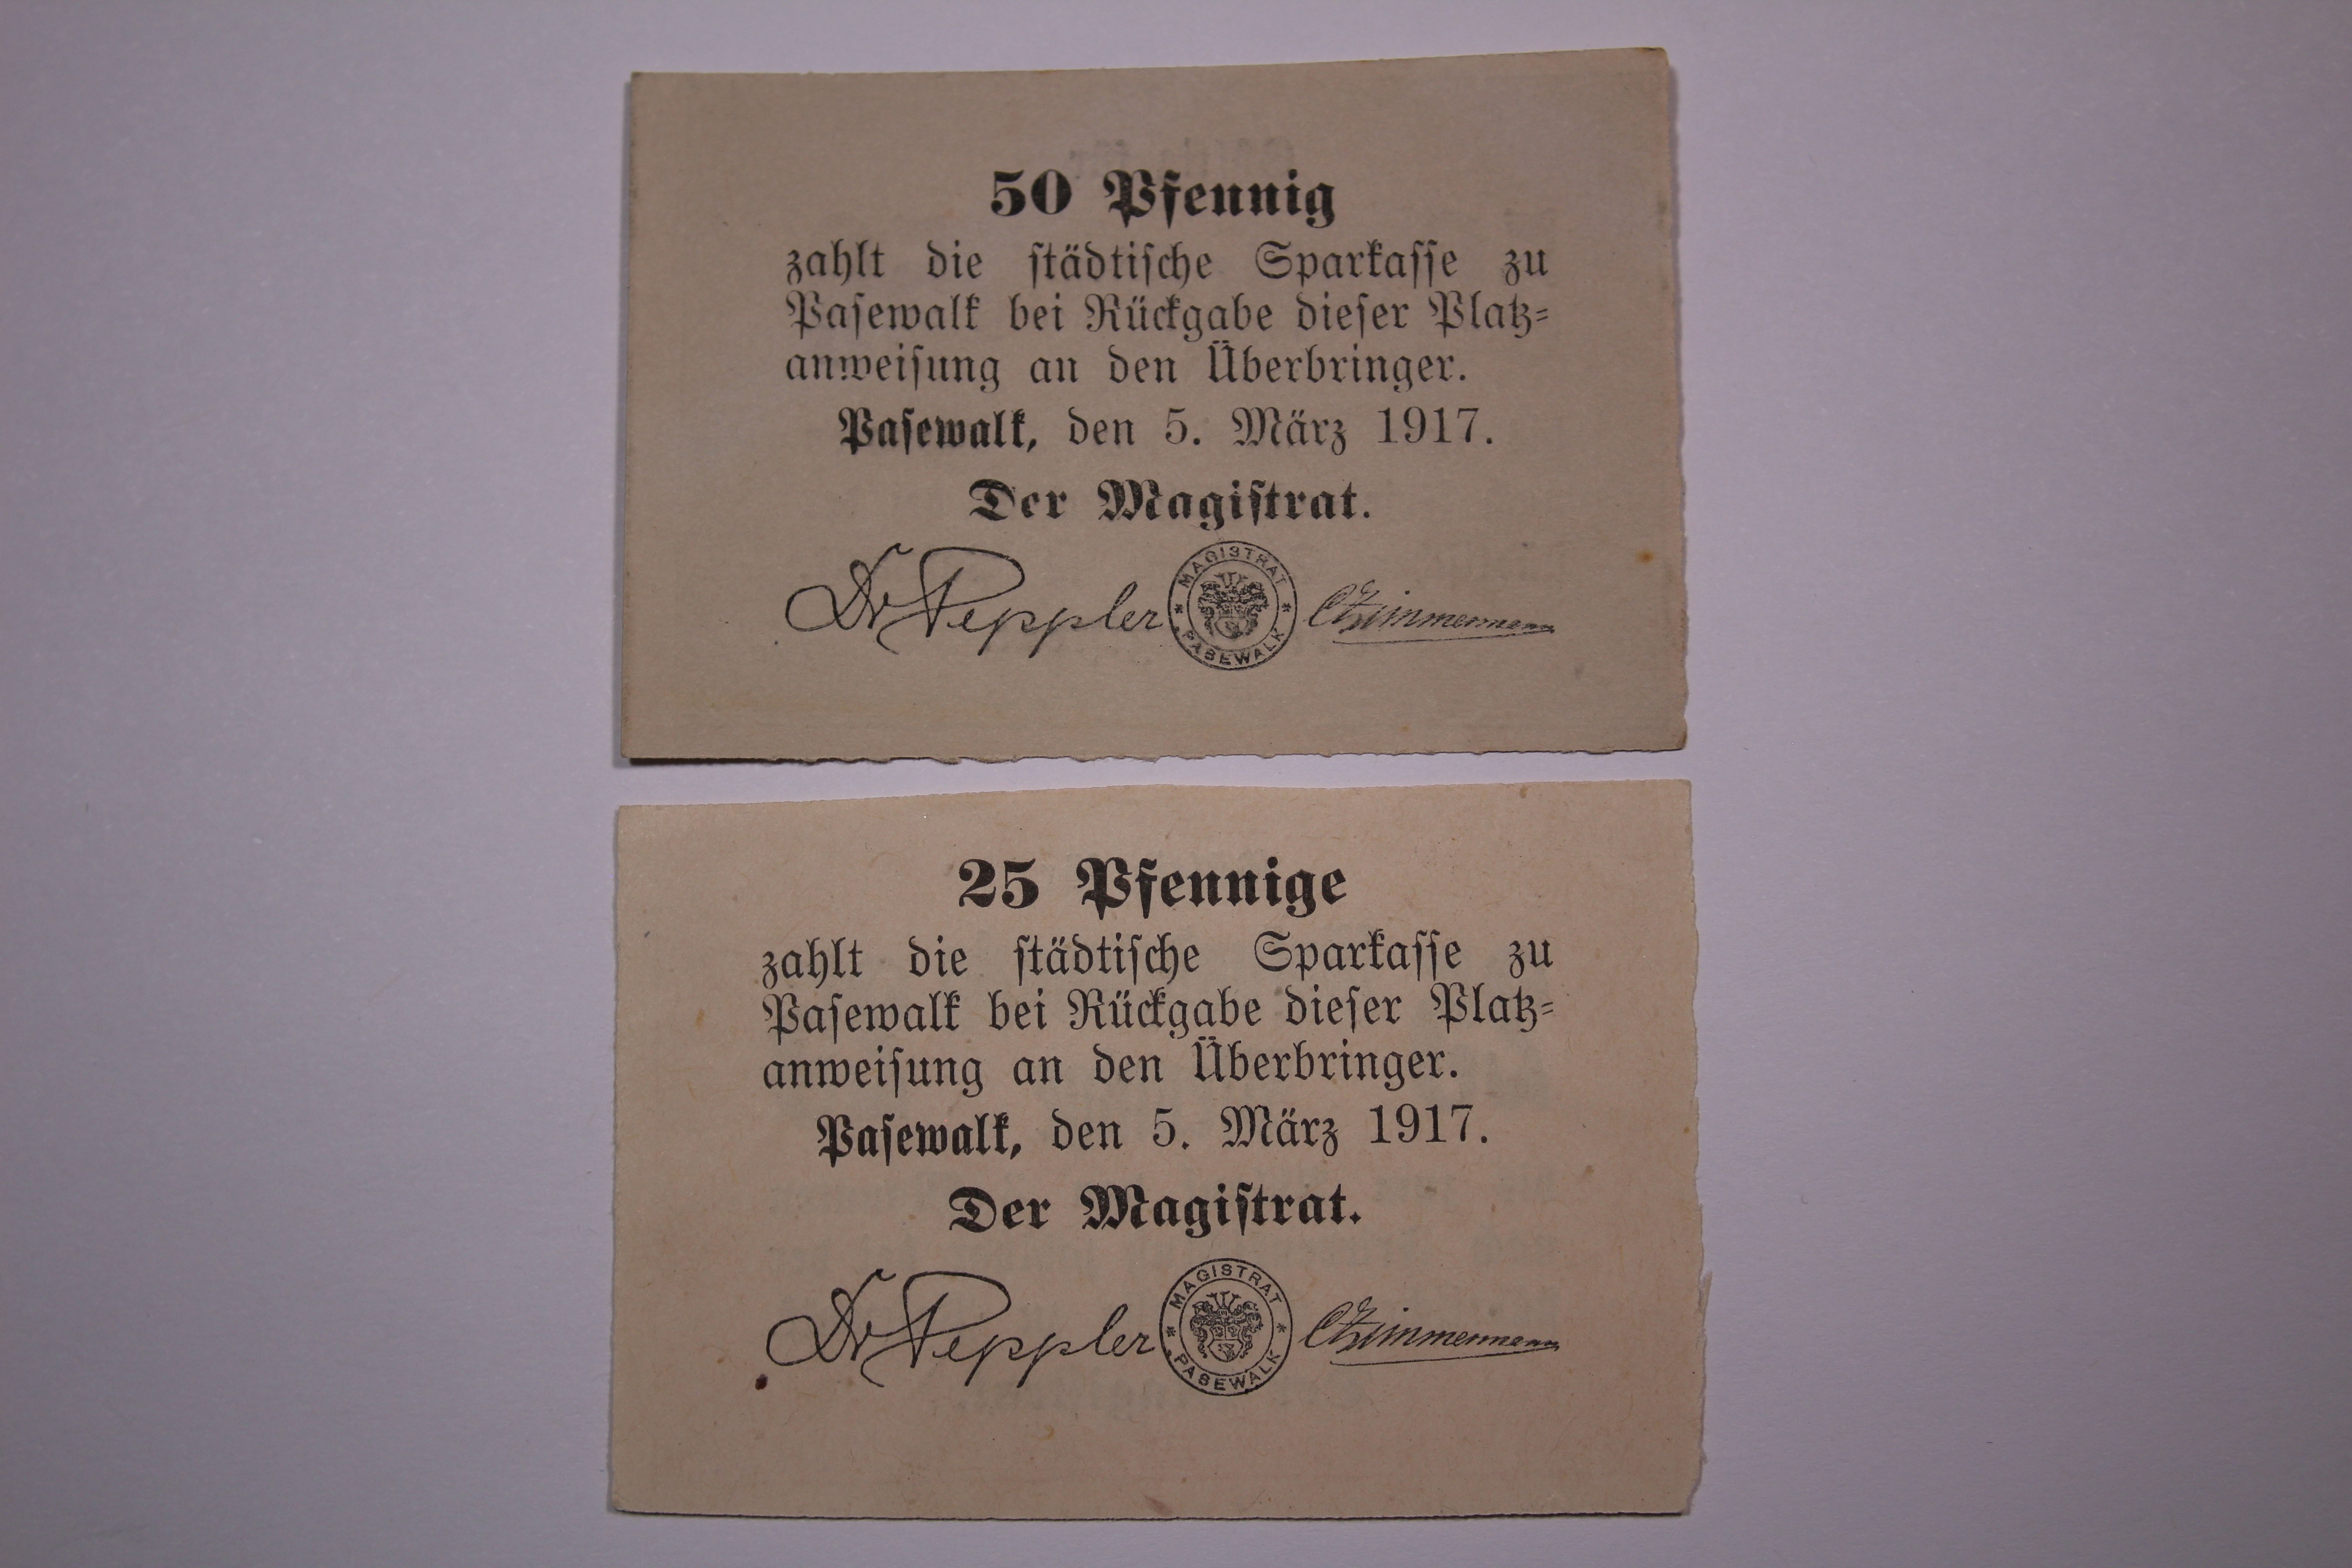 50 Pfennig
zahlt die ſtädtiſche Sparkaſſe zu
Paſewalk bei Rückgabe dieſer Platz=
anweiſung an den Überbringer.
Paſewalk, den 5. März 1917.
Der Magiſtrat.
Dr Peppler
MAGISTRAT
* PASEWALK *
Zimmermann
25 Pfennige
zahlt die ſtädtiſche Sparkaſſe zu
Paſewalk bei Rückgabe dieſer Platz=
anweiſung an den Überbringer.
Paſewalk, den 5. März 1917.
Der Magiſtrat.
Dr Peppler
MAGISTRAT
* PASEWALK *
Zimmermann